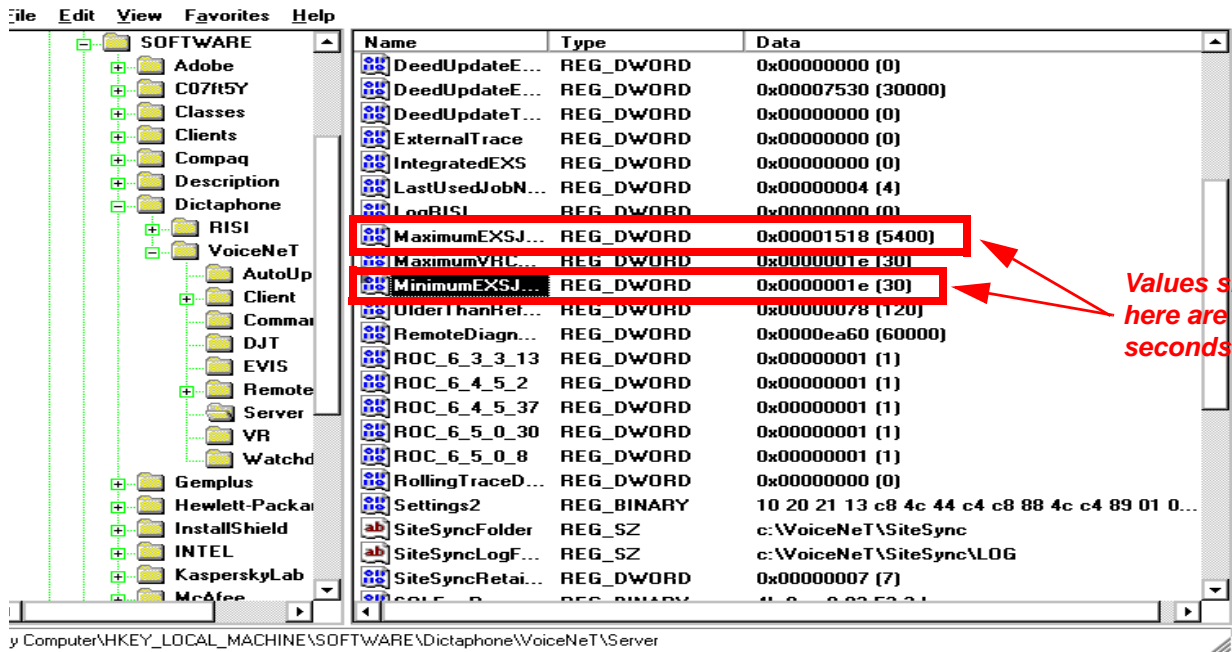 File Edit View Favorites Help
SOFTWARE
Adobe
C07ft5Y
Classes
Clients
Compaq
Description
Dictaphone
RISI
VoiceNeT
AutoUp
Client
Comma
DJT
EVIS
Remote
Server
VR
Watchd
Gemplus
Hewlett-Packa
InstallShield
INTEL
KasperskyLab
McAfee
Name Type Data
DeedUpdateE... REG_DWORD 0x00000000 (0)
DeedUpdateE... REG_DWORD 0x00007530 (30000)
DeedUpdateT... REG_DWORD 0x00000000 (0)
ExternalTrace REG_DWORD 0x00000000 (0)
IntegratedEXS REG_DWORD 0x00000000 (0)
LastUsedJobN... REG_DWORD 0x00000004 (4)
LogRISI REG_DWORD 0x00000000 (0)
MaximumEXSJ... REG_DWORD 0x00001518 (5400)
MaximumVRC... REG_DWORD 0x0000001e (30)
MinimumEXSJ... REG_DWORD 0x0000001e (30)
OlderThanRef... REG_DWORD 0x00000078 (120)
RemoteDiagn... REG_DWORD 0x0000ea60 (60000)
ROC_6_3_3_13 REG_DWORD 0x00000001 (1)
ROC_6_4_5_2 REG_DWORD 0x00000001 (1)
ROC_6_4_5_37 REG_DWORD 0x00000001 (1)
ROC_6_5_0_30 REG_DWORD 0x00000001 (1)
ROC_6_5_0_8 REG_DWORD 0x00000001 (1)
RollingTraceD... REG_DWORD 0x00000000 (0)
Settings2 REG_BINARY 10 20 21 13 c8 4c 44 c4 c8 88 4c c4 89 01 0...
SiteSyncFolder REG_SZ c:\VoiceNeT\SiteSync
SiteSyncLogF... REG_SZ c:\VoiceNeT\SiteSync\LOG
SiteSyncRetai... REG_DWORD 0x00000007 (7)
REG_BINARY
Values s
here are
seconds
y Computer\HKEY_LOCAL_MACHINE\SOFTWARE\Dictaphone\VoiceNeT\Server